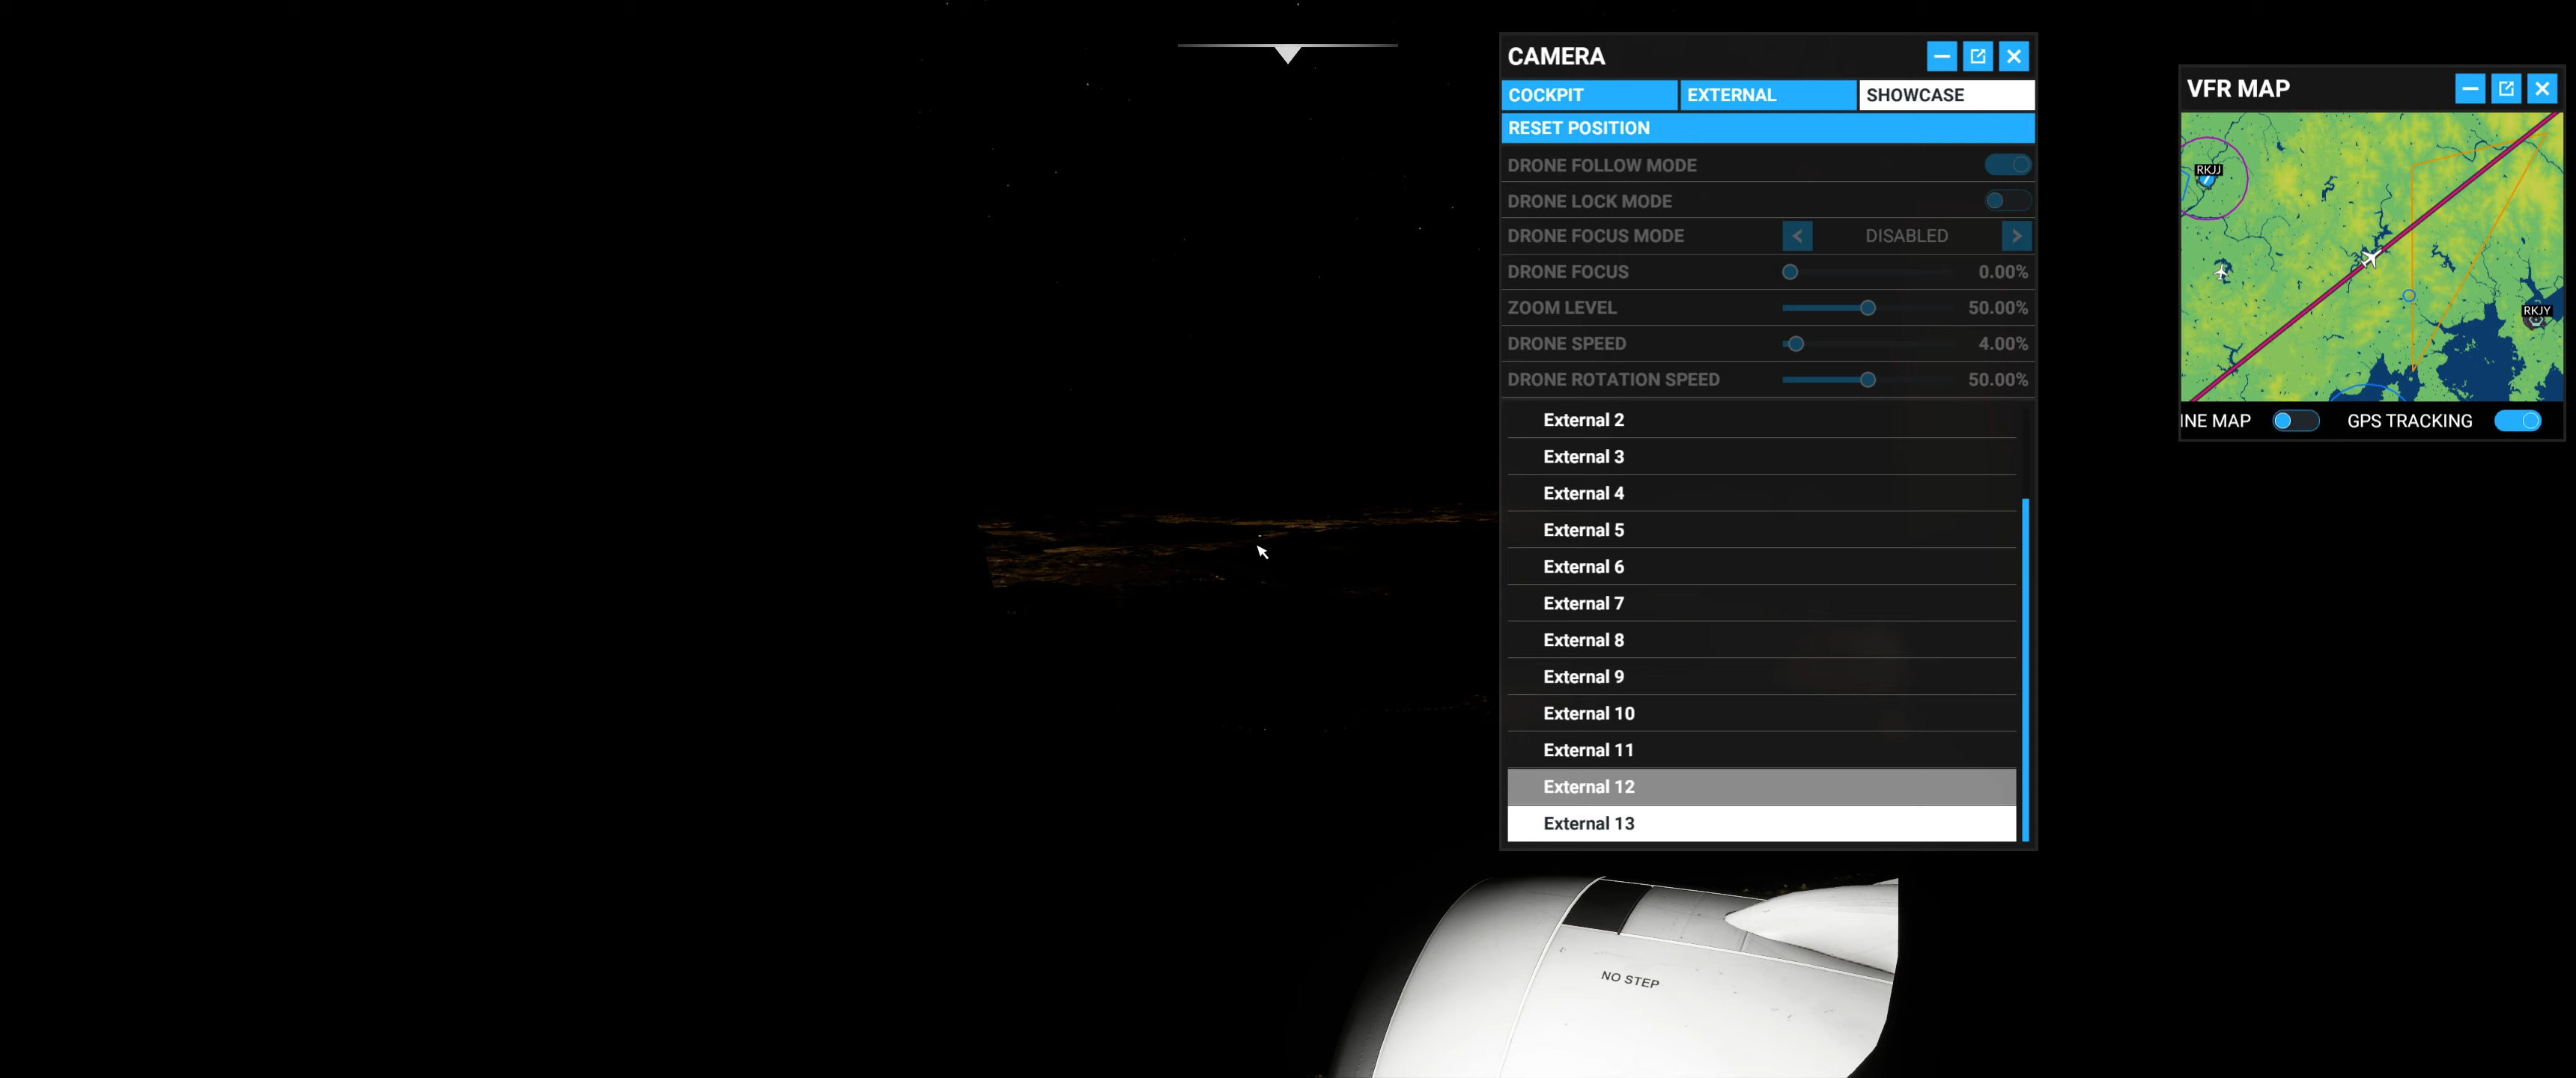 CAMERA
COCKPIT
EXTERNAL
SHOWCASE
RESET POSITION
DRONE FOLLOW MODE
DRONE LOCK MODE
DRONE FOCUS MODE < DISABLED >
DRONE FOCUS 0.00%
ZOOM LEVEL 50.00%
DRONE SPEED 4.00%
DRONE ROTATION SPEED 50.00%
External 2
External 3
External 4
External 5
External 6
External 7
External 8
External 9
External 10
External 11
External 12
External 13
VFR MAP
RKJJ
RKJY
INE MAP
GPS TRACKING
NO STEP